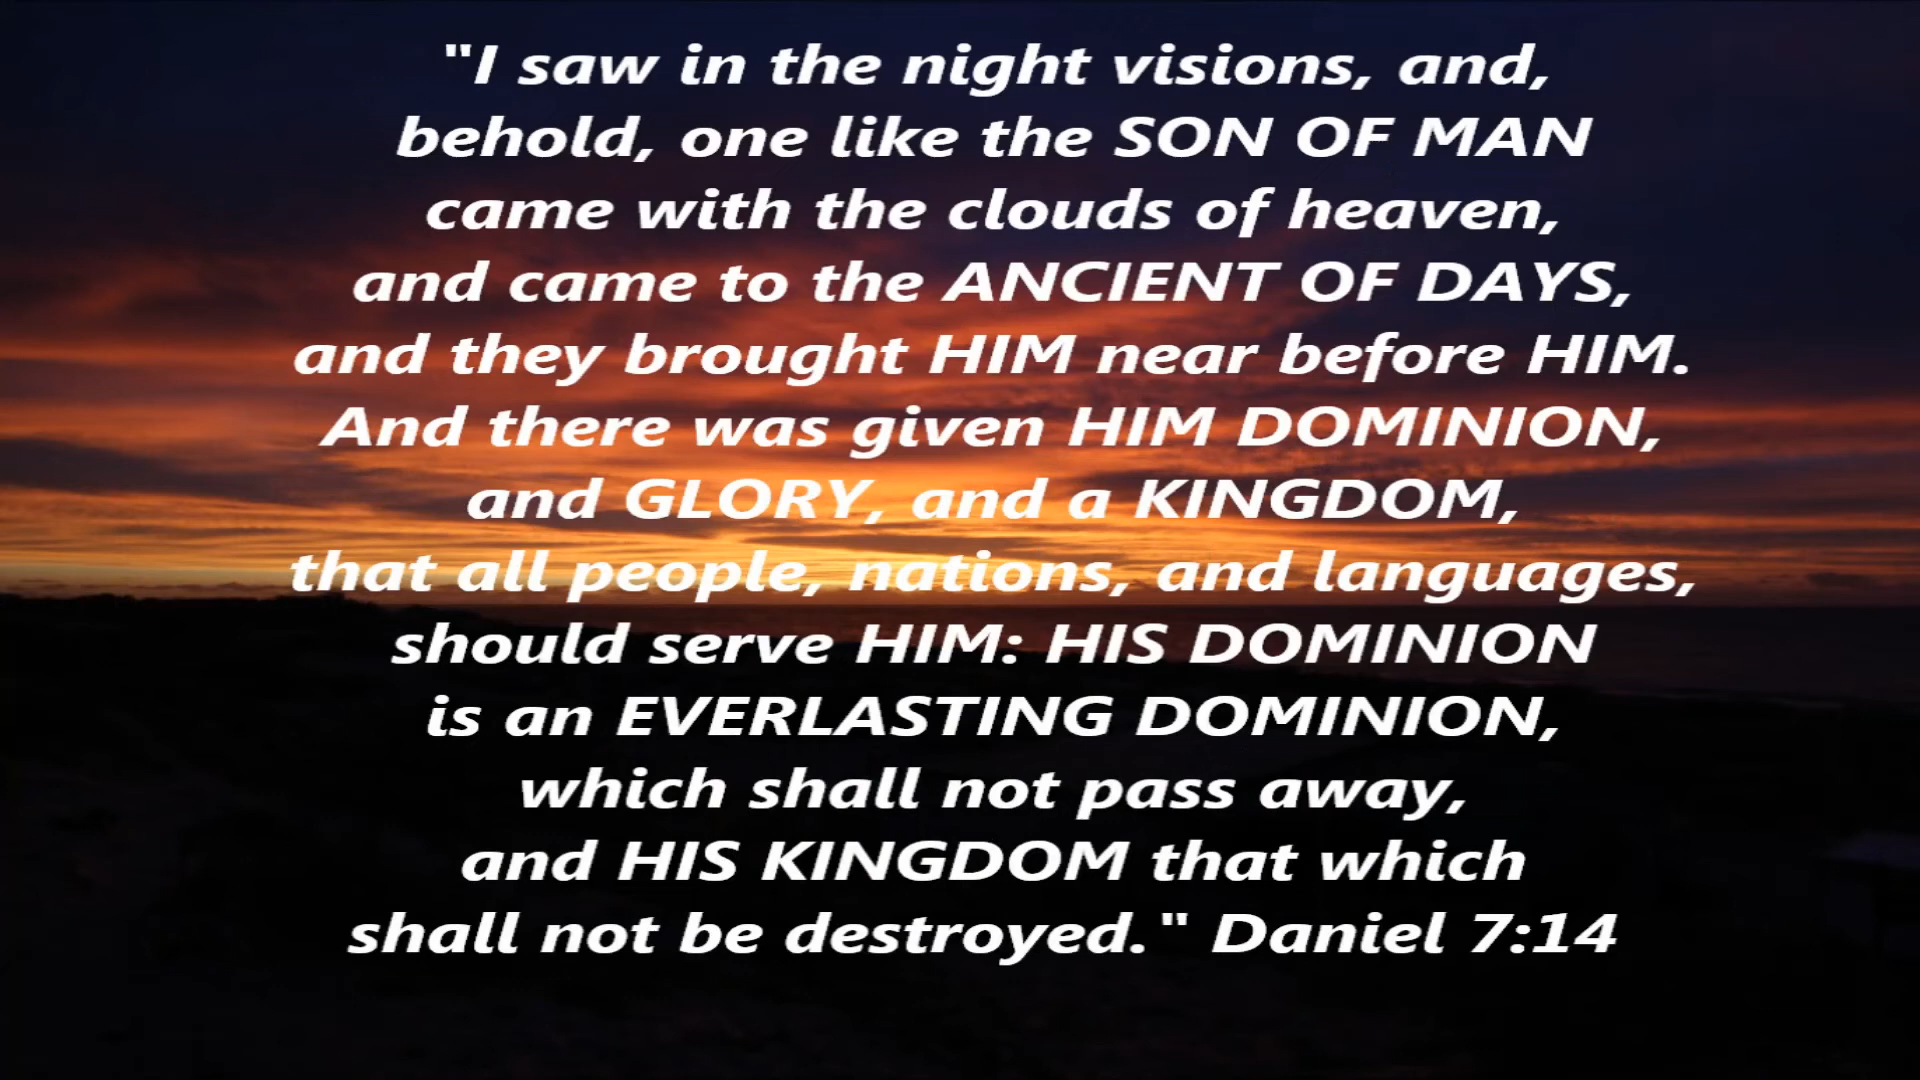 "I saw in the night visions, and,
behold, one like the SON OF MAN
came with the clouds of heaven,
and came to the ANCIENT OF DAYS,
and they brought HIM near before HIM.
And there was given HIM DOMINION,
and GLORY, and a KINGDOM,
that all people, nations, and languages,
should serve HIM: HIS DOMINION
is an EVERLASTING DOMINION,
which shall not pass away,
and HIS KINGDOM that which
shall not be destroyed." Daniel 7:14